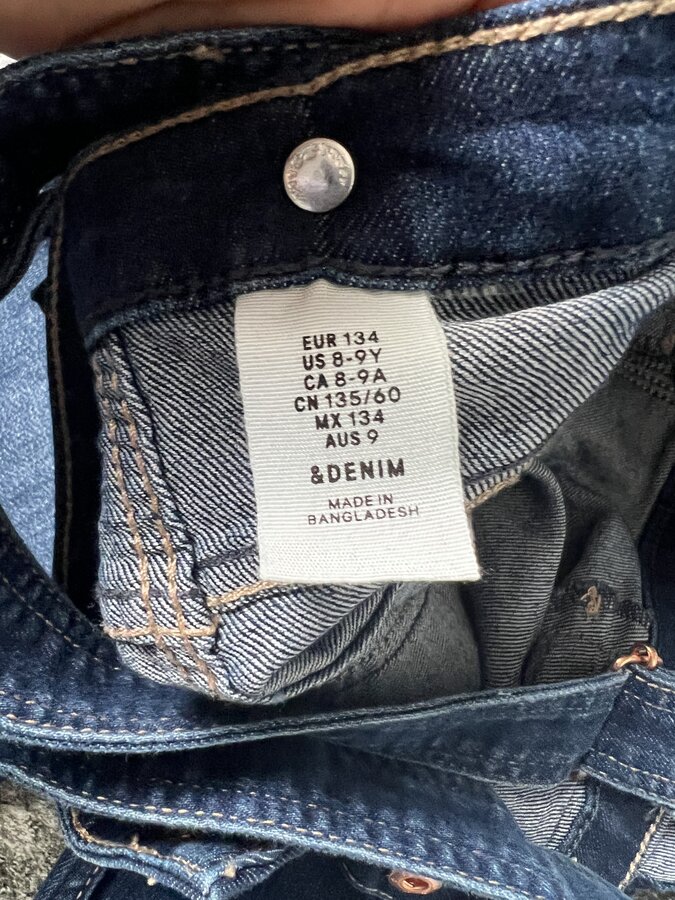 EUR 134
US 8-9Y
CA 8-9A
CN 135/60
MX 134
AUS 9
&DENIM
MADE IN
BANGLADESH